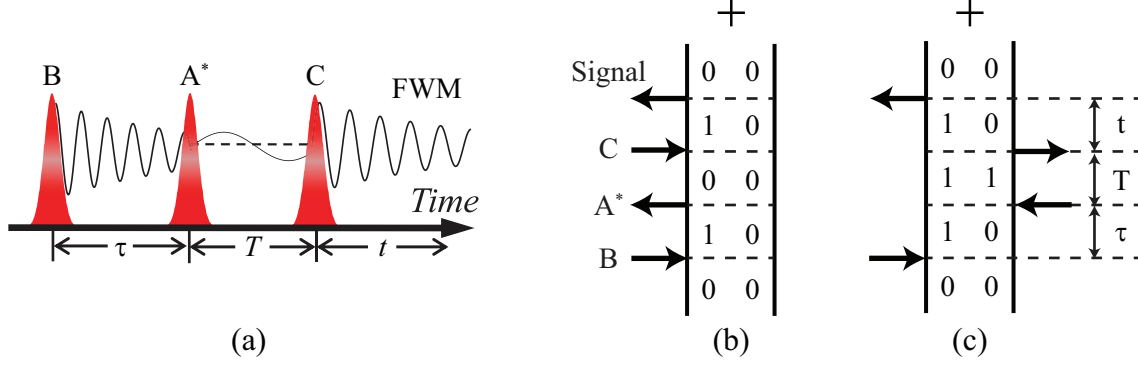 B A* C
FWM
Time
τ T t
(a)
+
Signal
C
A*
B
0 0
1 0
0 0
1 0
0 0
(b)
+
0 0
1 0
1 1
1 0
0 0
t
T
τ
(c)